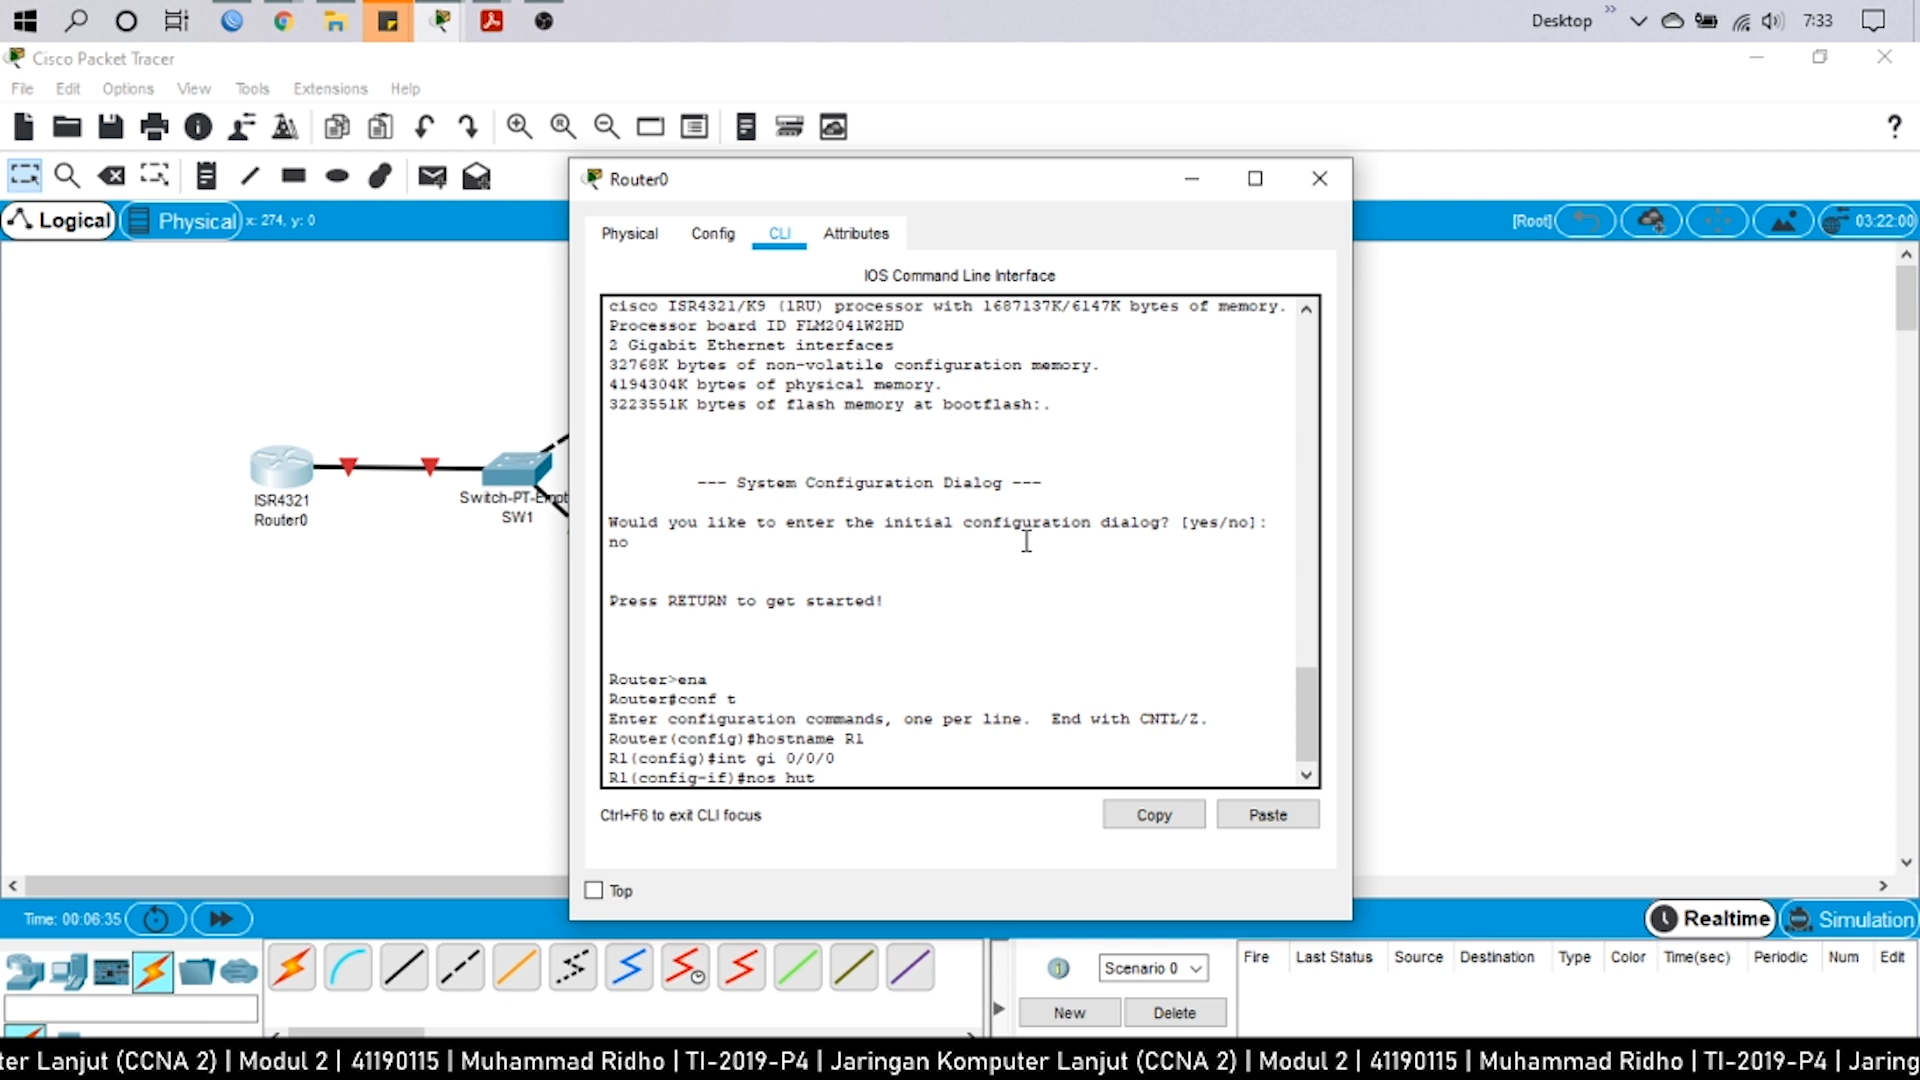 Desktop
7:33
Cisco Packet Tracer
File Edit Options View Tools Extensions Help
?
Logical
Physical
x: 274, y: 0
[Root]
03:22:00
Router0
Physical Config CLI Attributes
IOS Command Line Interface
cisco ISR4321/K9 (1RU) processor with 1687137K/6147K bytes of memory.
Processor board ID FLM2041W2HD
2 Gigabit Ethernet interfaces
32768K bytes of non-volatile configuration memory.
4194304K bytes of physical memory.
3223551K bytes of flash memory at bootflash:.
--- System Configuration Dialog ---
Would you like to enter the initial configuration dialog? [yes/no]:
no
Press RETURN to get started!
Router>ena
Router#conf t
Enter configuration commands, one per line. End with CNTL/Z.
Router(config)#hostname R1
R1(config)#int gi 0/0/0
R1(config-if)#nos hut
Ctrl+F6 to exit CLI focus
Copy
Paste
Top
ISR4321
Router0
Switch-PT-Empt
SW1
Time: 00:06:35
Realtime
Simulation
Scenario 0
New
Delete
Fire Last Status Source Destination Type Color Time(sec) Periodic Num Edit
ter Lanjut (CCNA 2) | Modul 2 | 41190115 | Muhammad Ridho | TI-2019-P4 | Jaringan Komputer Lanjut (CCNA 2) | Modul 2 | 41190115 | Muhammad Ridho | TI-2019-P4 | Jaring